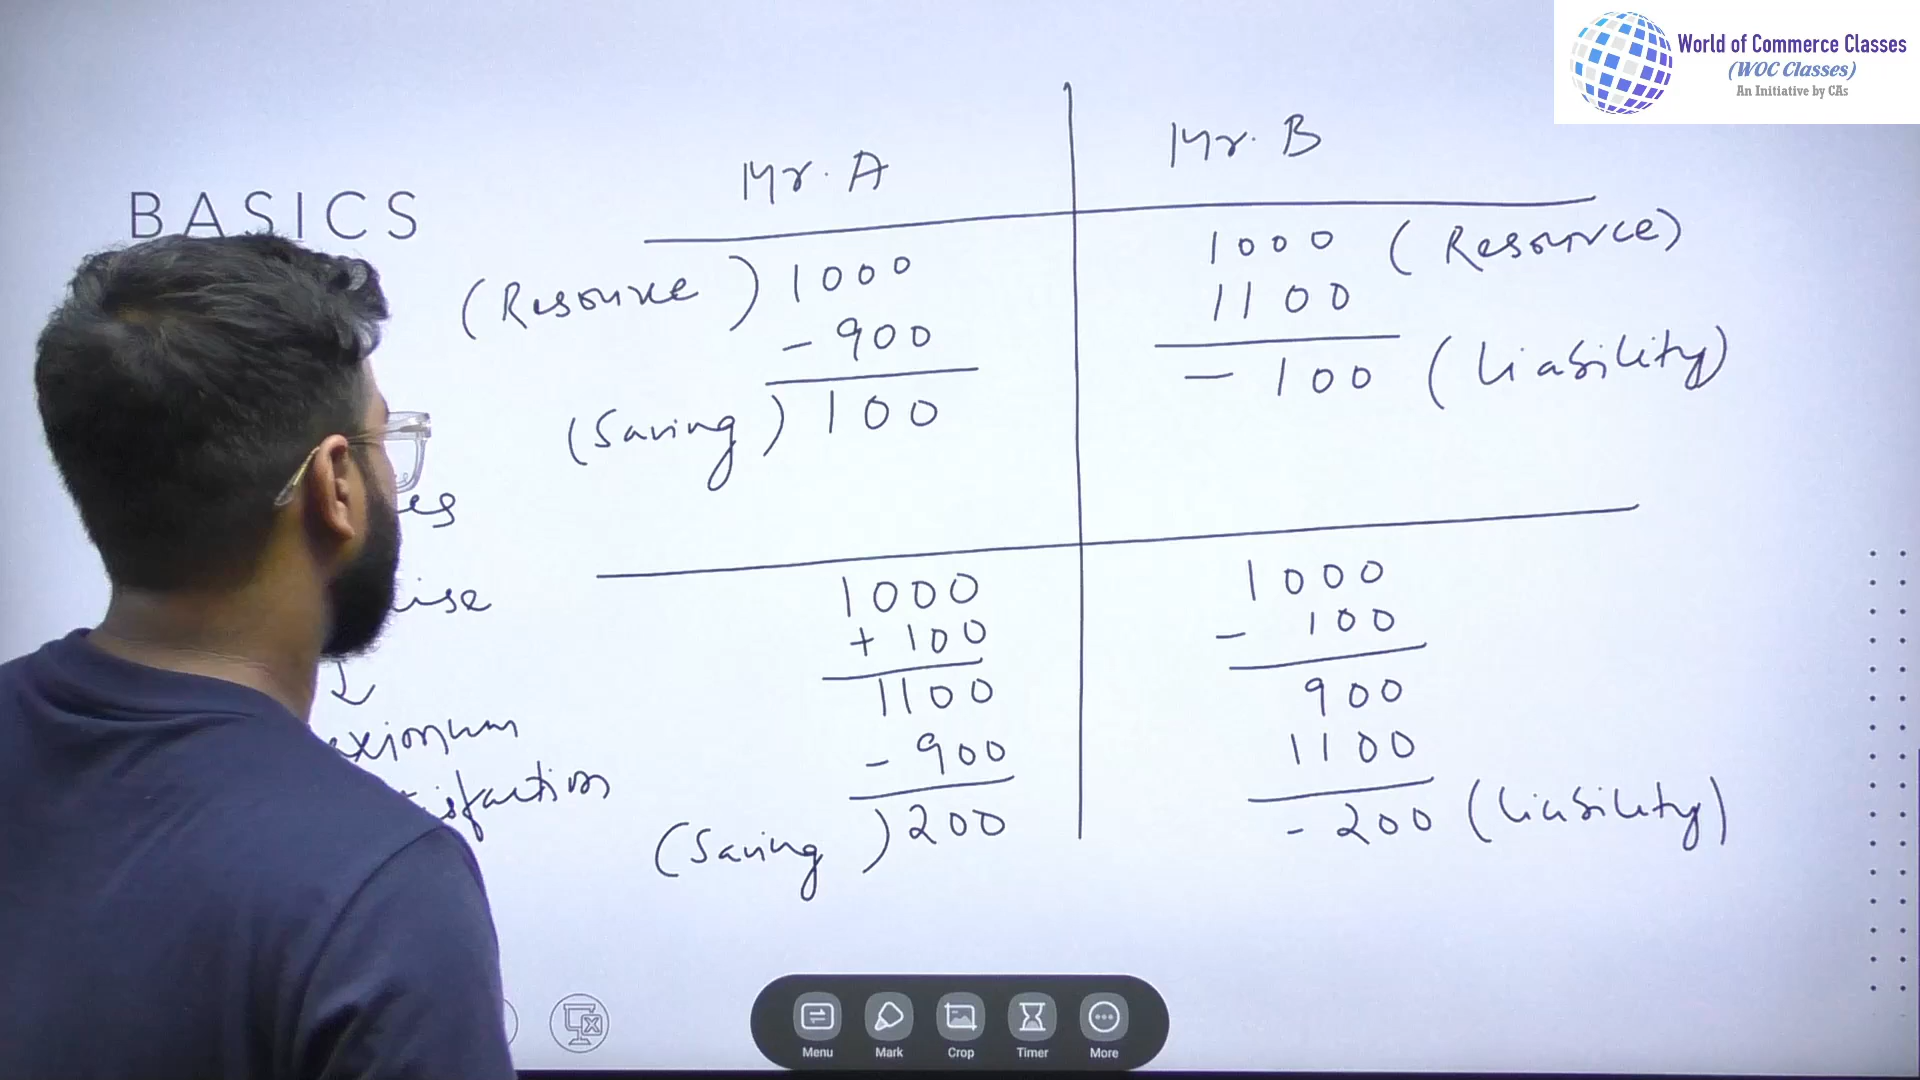 World of Commerce Classes
(WOC Classes)
An Initiative by CAs
BASICS
Mr. A
(Resource) 1000
- 900
(Saving) 100
1000
+ 100
1100
- 900
(Saving) 200
Mr. B
1000 (Resource)
1100
- 100 (Liability)
1000
- 100
900
1100
- 200 (Liability)
Menu
Mark
Crop
Timer
More